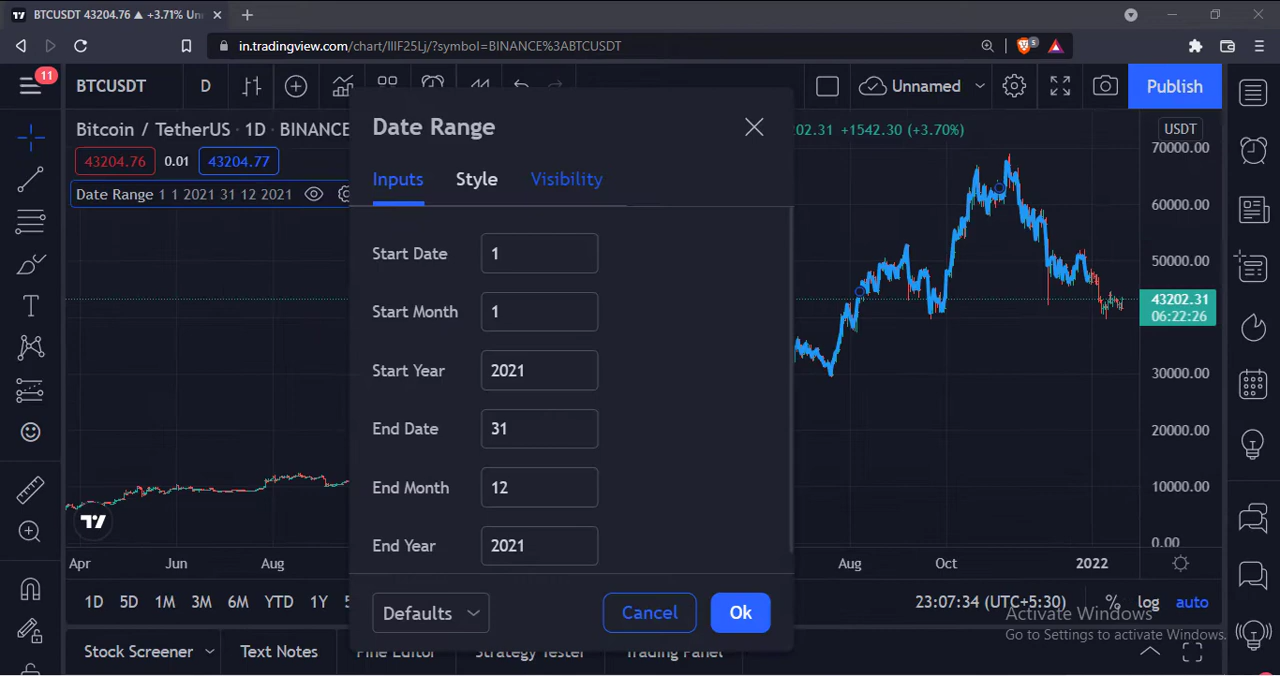 BTCUSDT 43204.76 ▲ +3.71% Un
in.tradingview.com/chart/IIIF25Lj/?symbol=BINANCE%3ABTCUSDT
5
11
BTCUSDT
D
Unnamed
Publish
Bitcoin / TetherUS · 1D · BINANCE
02.31 +1542.30 (+3.70%)
USDT
43204.76
0.01
43204.77
Date Range 1 1 2021 31 12 2021
Date Range
Inputs
Style
Visibility
Start Date
1
Start Month
1
Start Year
2021
End Date
31
End Month
12
End Year
2021
Defaults
Cancel
Ok
70000.00
60000.00
50000.00
43202.31
06:22:26
30000.00
20000.00
10000.00
0.00
Apr
Jun
Aug
Aug
Oct
2022
1D
5D
1M
3M
6M
YTD
1Y
23:07:34 (UTC+5:30)
%
log
auto
Activate Windows
Go to Settings to activate Windows.
Stock Screener
Text Notes
Pine Editor
Strategy Tester
Trading Panel